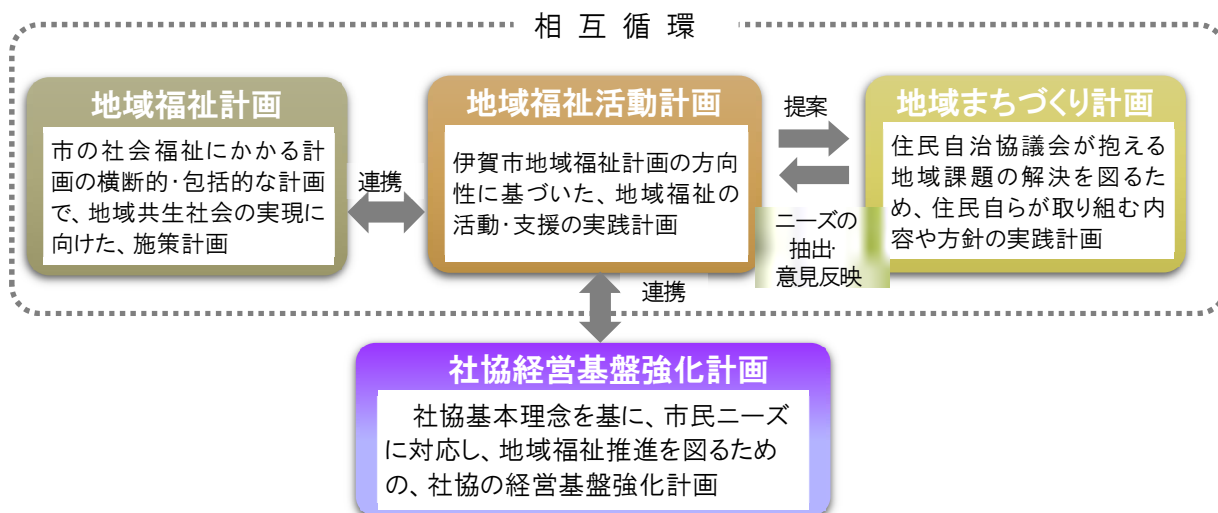 相互循環
地域福祉計画
市の社会福祉にかかる計
画の横断的・包括的な計画
で、地域共生社会の実現に
向けた、施策計画
連携
地域福祉活動計画
伊賀市地域福祉計画の方向
性に基づいた、地域福祉の
活動・支援の実践計画
提案
ニーズの
抽出・
意見反映
地域まちづくり計画
住民自治協議会が抱える
地域課題の解決を図るた
め、住民自らが取り組む内
容や方針の実践計画
連携
社協経営基盤強化計画
社協基本理念を基に、市民ニーズ
に対応し、地域福祉推進を図るため
の、社協の経営基盤強化計画